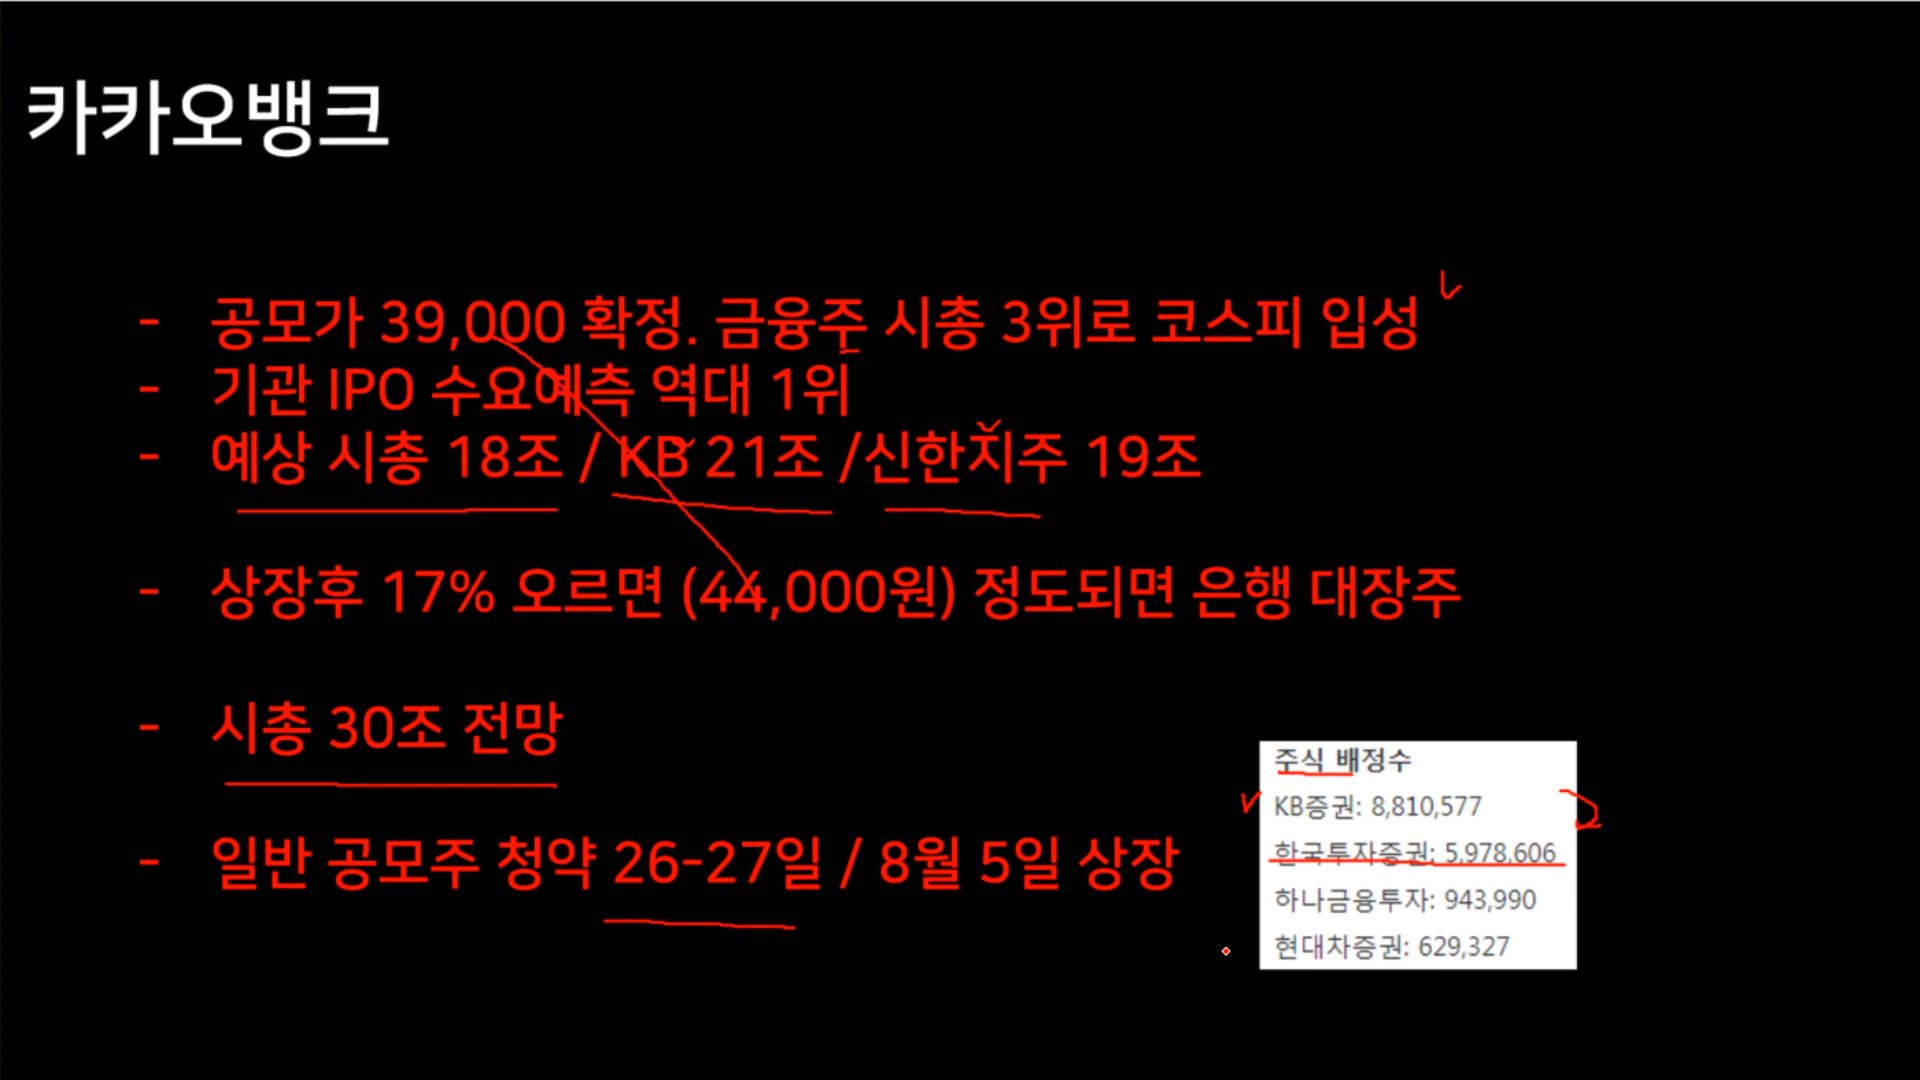 카카오뱅크
- 공모가 39,000 확정. 금융주 시총 3위로 코스피 입성
- 기관 IPO 수요예측 역대 1위
- 예상 시총 18조 / KB 21조 /신한지주 19조
- 상장후 17% 오르면 (44,000원) 정도되면 은행 대장주
- 시총 30조 전망
- 일반 공모주 청약 26-27일 / 8월 5일 상장
주식 배정수
KB증권: 8,810,577
한국투자증권: 5,978,606
하나금융투자: 943,990
현대차증권: 629,327